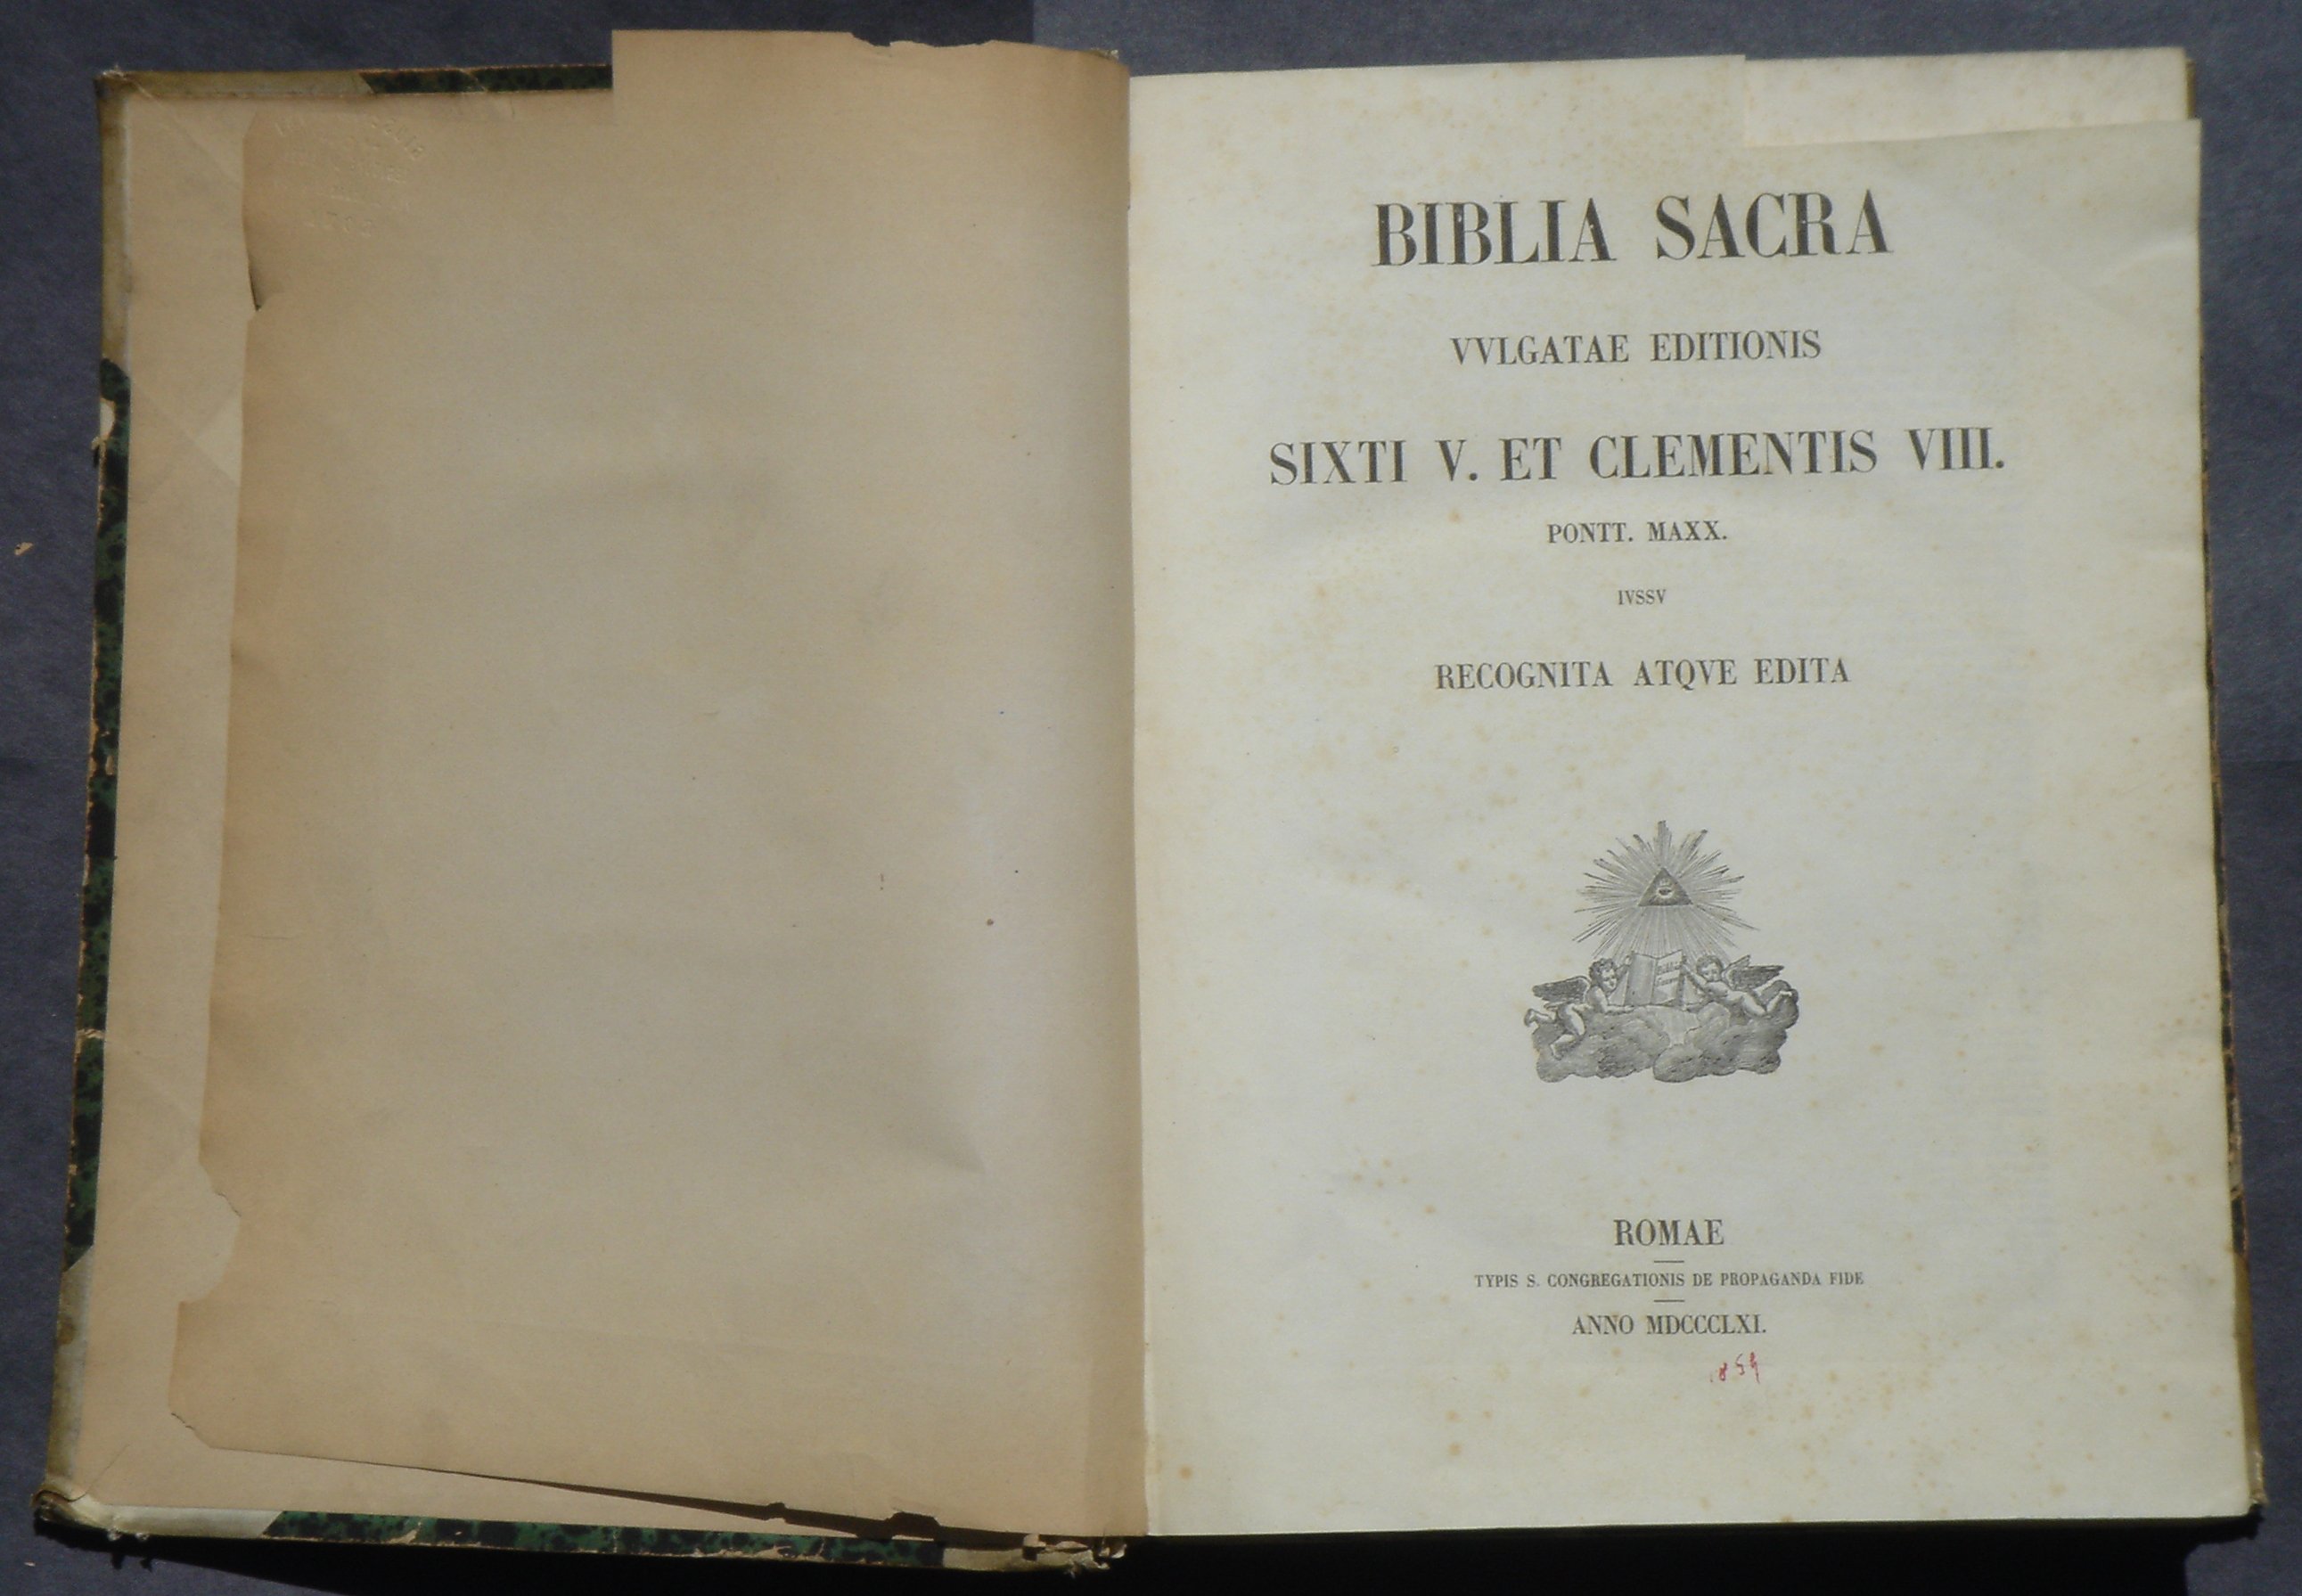 BIBLIA SACRA
VVLGATAE EDITIONIS
SIXTI V. ET CLEMENTIS VIII.
PONTT. MAXX.
IVSSV
RECOGNITA ATQVE EDITA
ROMAE
TYPIS S. CONGREGATIONIS DE PROPAGANDA FIDE
ANNO MDCCCLXI.